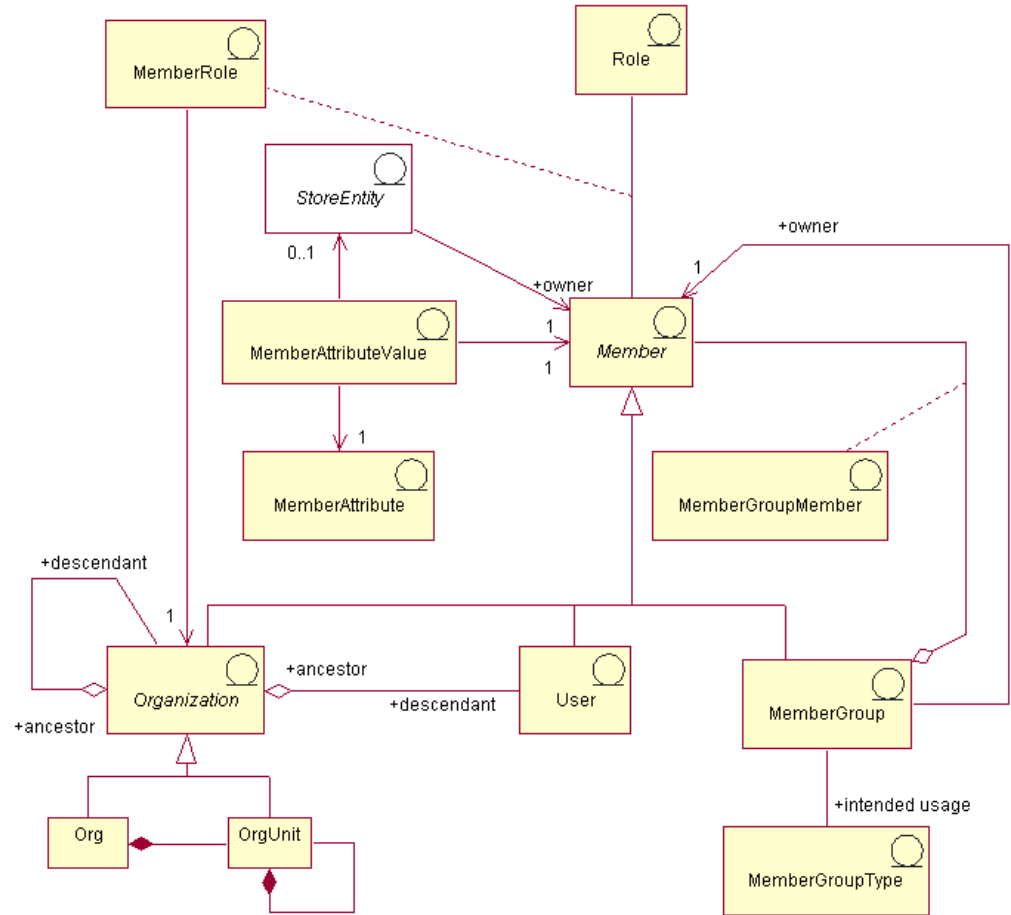 Role
MemberRole
StoreEntity
+owner
0..1
1
+owner
1
Member
MemberAttributeValue
1
1
MemberAttribute
MemberGroupMember
+descendant
1
+ancestor
Organization
+descendant
User
MemberGroup
+ancestor
+intended usage
Org
OrgUnit
MemberGroupType